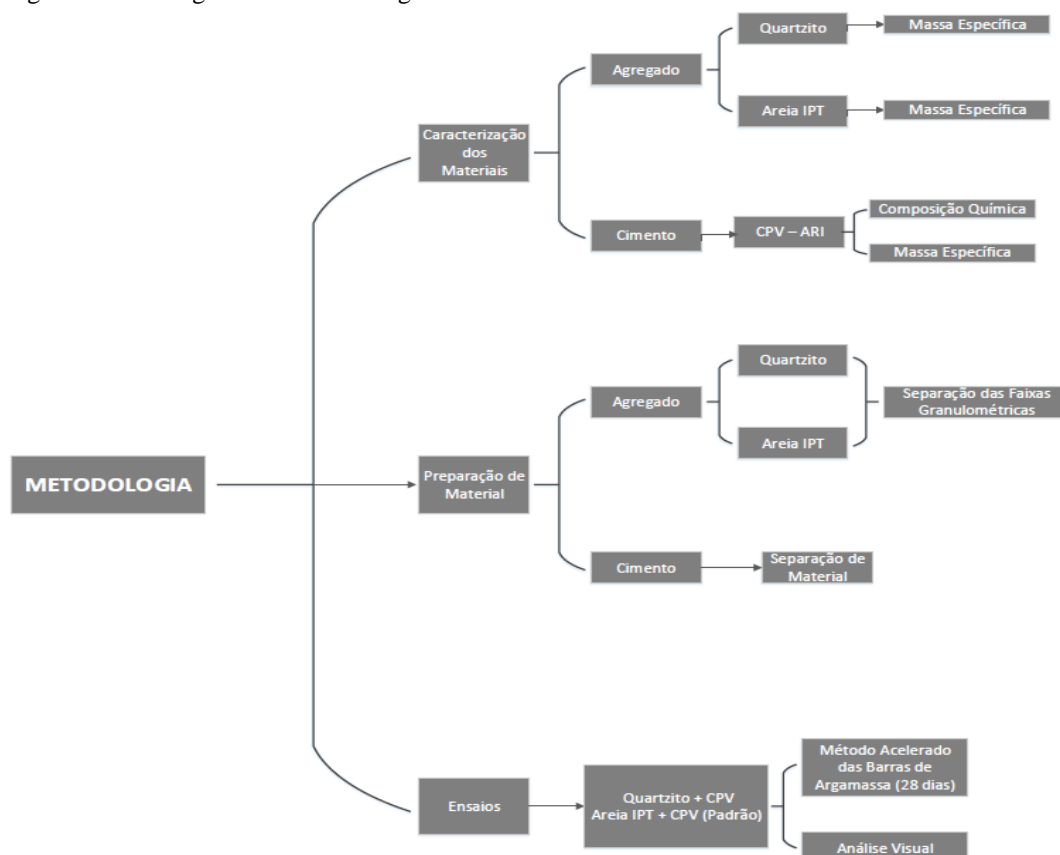 Quartzito
Massa Específica
Agregado
Areia IPT
Massa Específica
Caracterização
dos
Materiais
Cimento
CPV – ARI
Composição Química
Massa Específica
Quartzito
Agregado
Separação das Faixas
Granulométricas
Areia IPT
METODOLOGIA
Preparação de
Material
Cimento
Separação de
Material
Ensaios
Quartzito + CPV
Areia IPT + CPV (Padrão)
Método Acelerado
das Barras de
Argamassa (28 dias)
Análise Visual